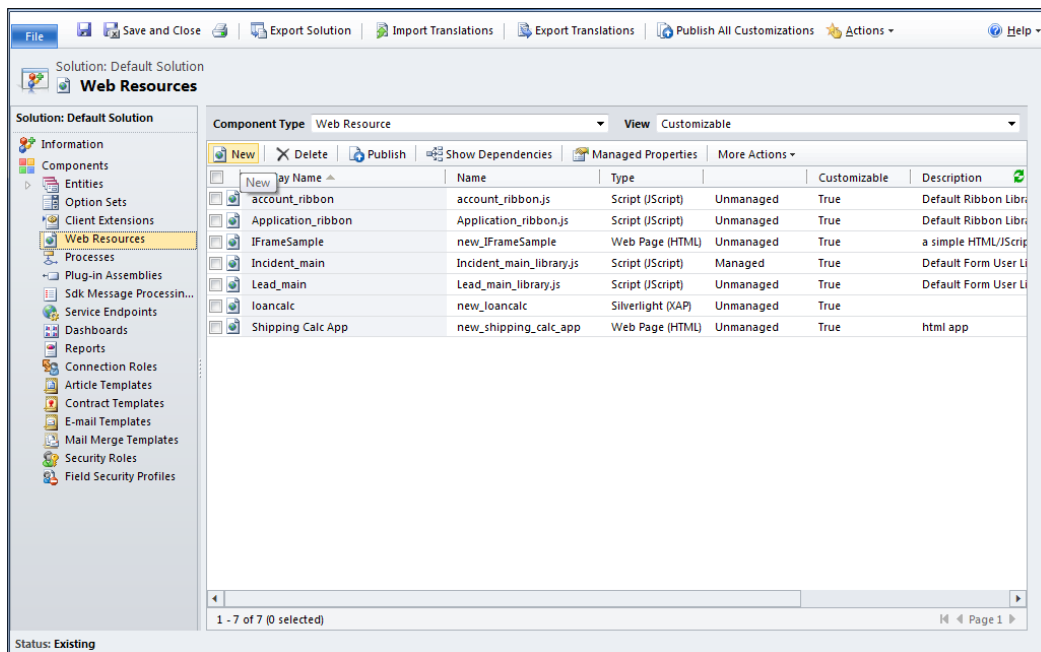 File Save and Close Export Solution Import Translations Export Translations Publish All Customizations Actions Help
Solution: Default Solution
Web Resources
Solution: Default Solution
Information
Components
Entities
Option Sets
Client Extensions
Web Resources
Processes
Plug-in Assemblies
Sdk Message Processin...
Service Endpoints
Dashboards
Reports
Connection Roles
Article Templates
Contract Templates
E-mail Templates
Mail Merge Templates
Security Roles
Field Security Profiles
Component Type Web Resource View Customizable
New Delete Publish Show Dependencies Managed Properties More Actions
New
ay Name Name Type Customizable Description
account_ribbon account_ribbon.js Script (JScript) Unmanaged True Default Ribbon Libr
Application_ribbon Application_ribbon.js Script (JScript) Unmanaged True Default Ribbon Libr
IFrameSample new_IFrameSample Web Page (HTML) Unmanaged True a simple HTML/JScrip
Incident_main Incident_main_library.js Script (JScript) Managed True Default Form User Li
Lead_main Lead_main_library.js Script (JScript) Unmanaged True Default Form User Li
loancalc new_loancalc Silverlight (XAP) Unmanaged True
Shipping Calc App new_shipping_calc_app Web Page (HTML) Unmanaged True html app
1 - 7 of 7 (0 selected) Page 1
Status: Existing